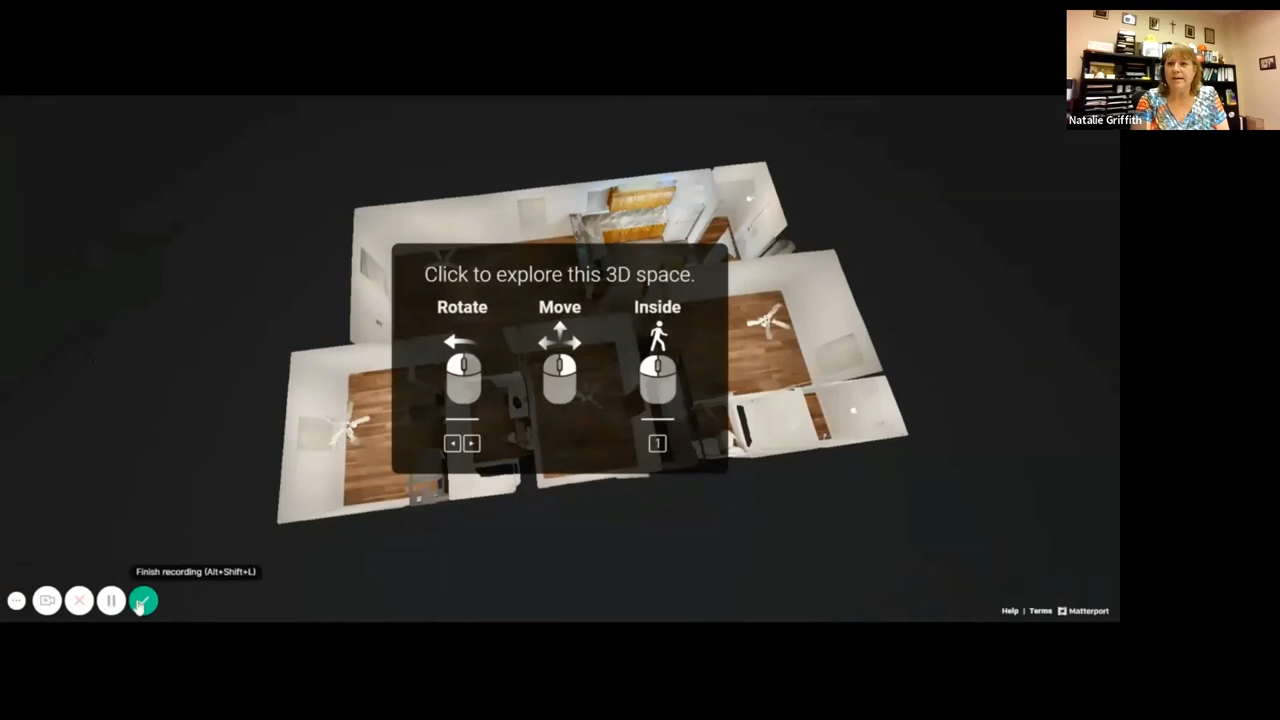 Natalie Griffith
Click to explore this 3D space.
Rotate Move Inside
1
Finish recording (Alt+Shift+L)
Help | Terms Matterport